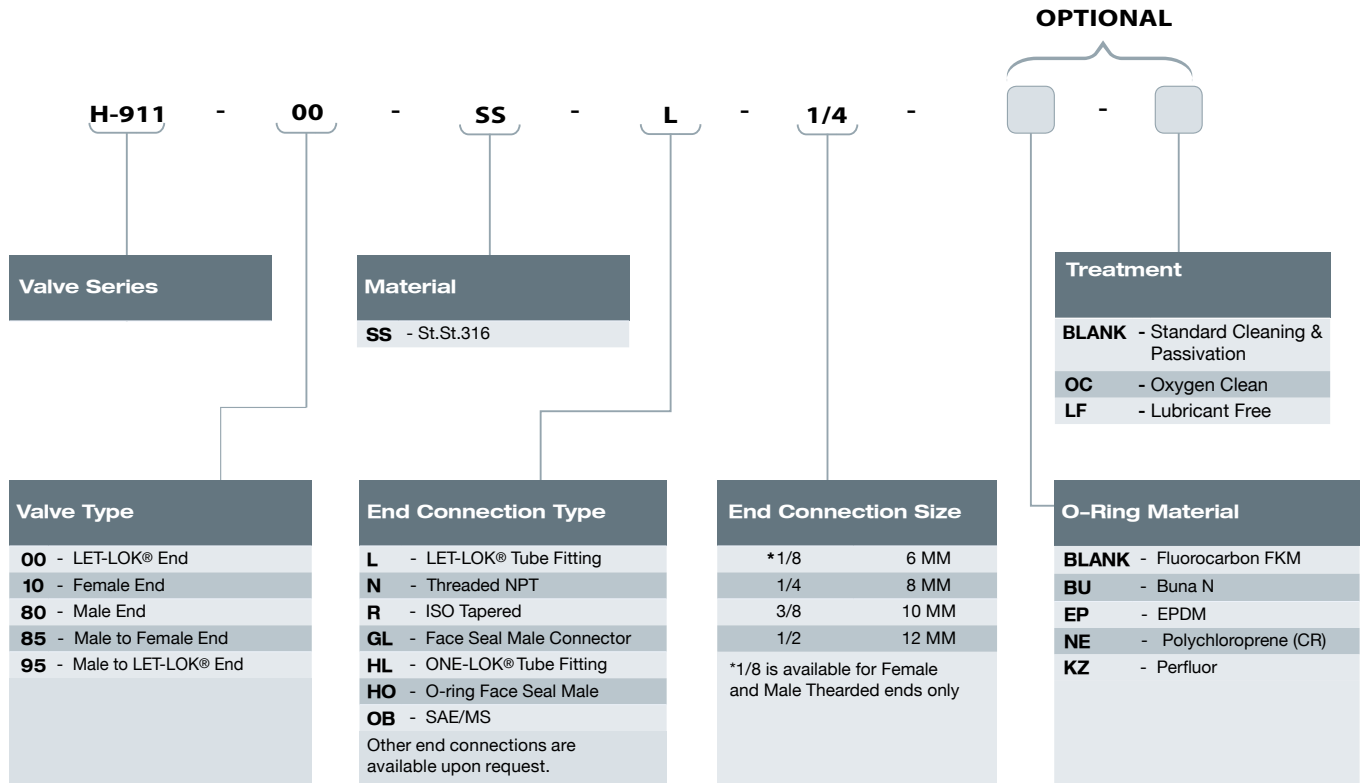 OPTIONAL
H-911 - 00 - SS - L - 1/4 - -
Valve Series
Material
SS - St.St.316
Treatment
BLANK - Standard Cleaning &
Passivation
OC - Oxygen Clean
LF - Lubricant Free
Valve Type
00 - LET-LOK® End
10 - Female End
80 - Male End
85 - Male to Female End
95 - Male to LET-LOK® End
End Connection Type
L - LET-LOK® Tube Fitting
N - Threaded NPT
R - ISO Tapered
GL - Face Seal Male Connector
HL - ONE-LOK® Tube Fitting
HO - O-ring Face Seal Male
OB - SAE/MS
Other end connections are
available upon request.
End Connection Size
*1/8 6 MM
1/4 8 MM
3/8 10 MM
1/2 12 MM
*1/8 is available for Female
and Male Thearded ends only
O-Ring Material
BLANK - Fluorocarbon FKM
BU - Buna N
EP - EPDM
NE - Polychloroprene (CR)
KZ - Perfluor